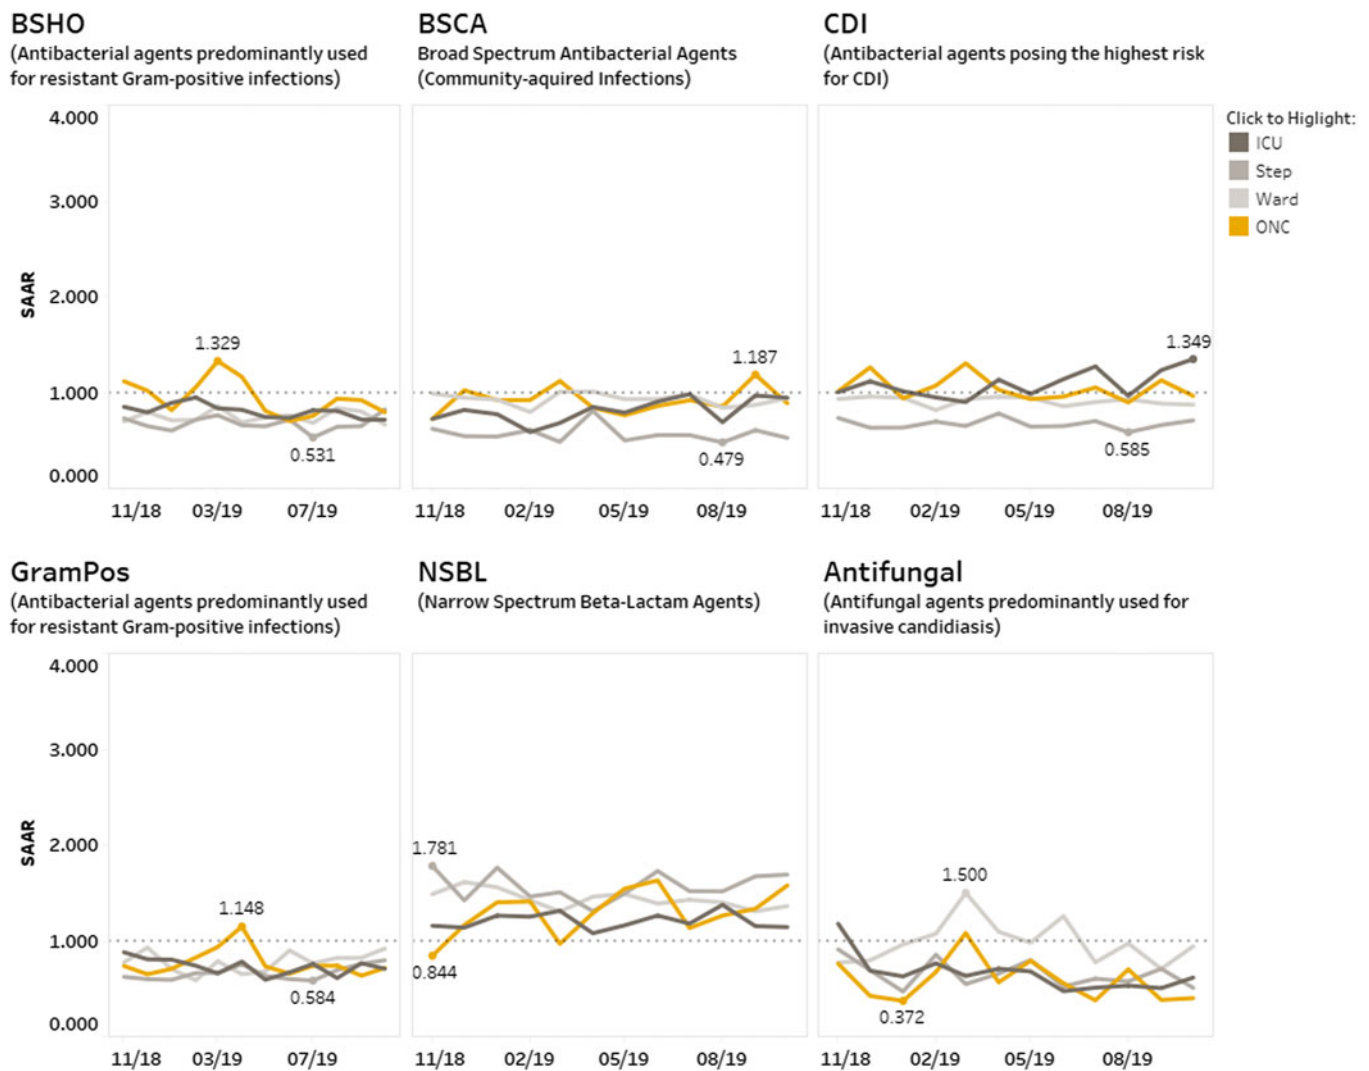 BSHO
(Antibacterial agents predominantly used
for resistant Gram-positive infections)
BSCA
Broad Spectrum Antibacterial Agents
(Community-aquired Infections)
CDI
(Antibacterial agents posing the highest risk
for CDI)
Click to Higlight:
ICU
Step
Ward
ONC
SAAR
4.000
3.000
2.000
1.000
0.000
1.329
0.531
1.187
0.479
1.349
0.585
11/18 03/19 07/19
11/18 02/19 05/19 08/19
11/18 02/19 05/19 08/19
GramPos
(Antibacterial agents predominantly used
for resistant Gram-positive infections)
NSBL
(Narrow Spectrum Beta-Lactam Agents)
Antifungal
(Antifungal agents predominantly used for
invasive candidiasis)
SAAR
4.000
3.000
2.000
1.000
0.000
1.148
0.584
1.781
0.844
1.500
0.372
11/18 03/19 07/19
11/18 02/19 05/19 08/19
11/18 02/19 05/19 08/19